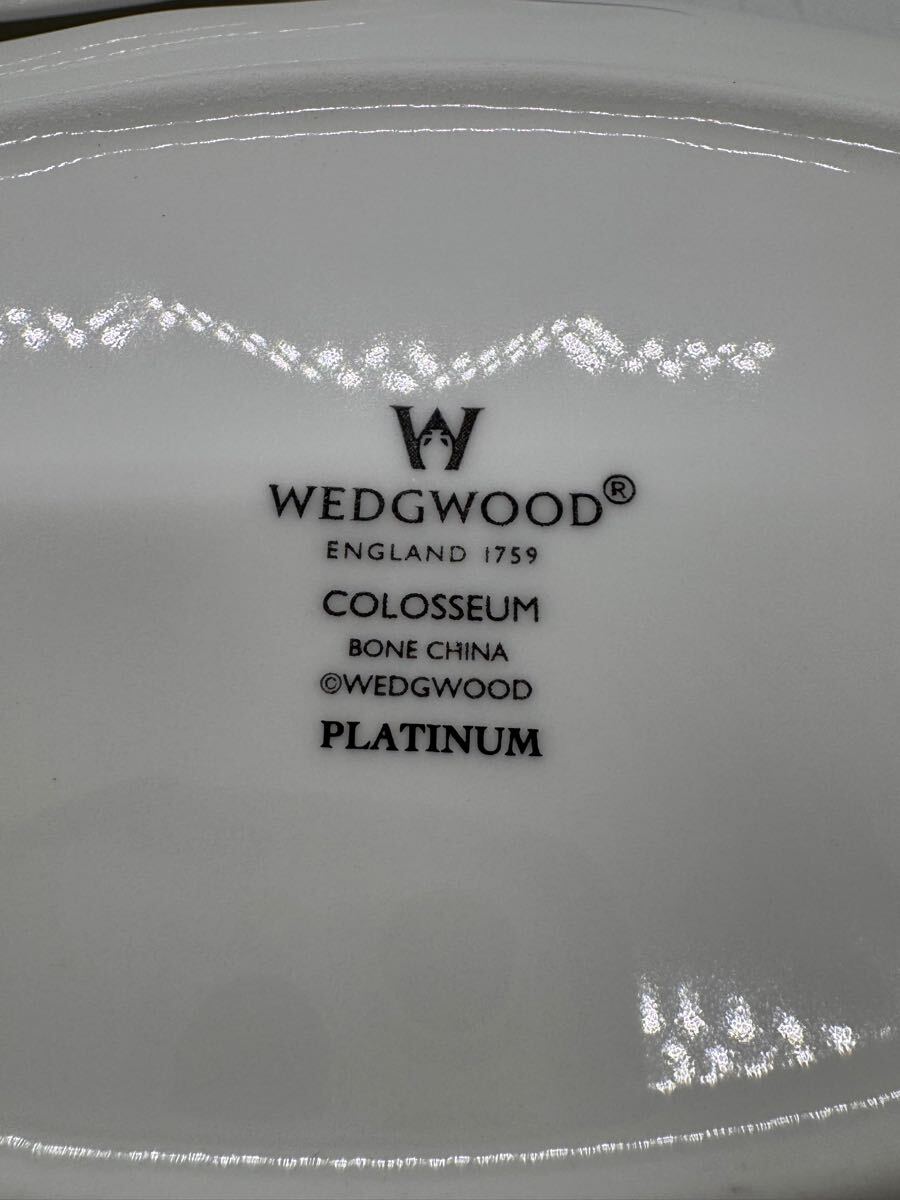 W
WEDGWOOD®
ENGLAND 1759
COLOSSEUM
BONE CHINA
©WEDGWOOD
PLATINUM